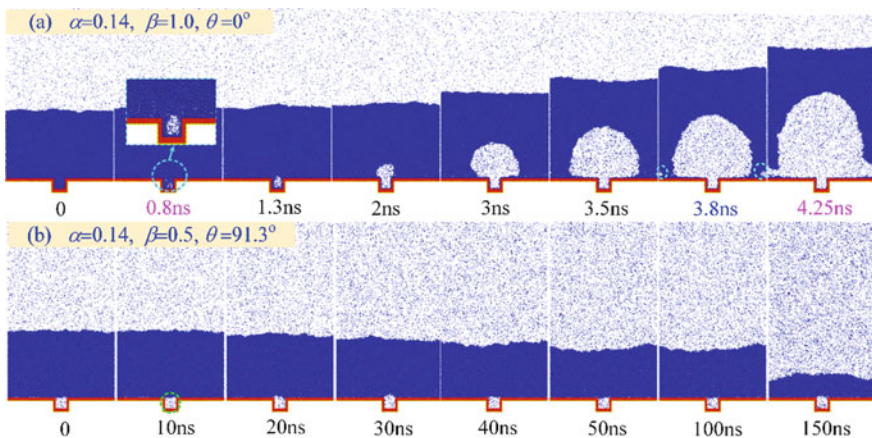 (a) α=0.14, β=1.0, θ=0°
0 0.8ns 1.3ns 2ns 3ns 3.5ns 3.8ns 4.25ns
(b) α=0.14, β=0.5, θ=91.3°
0 10ns 20ns 30ns 40ns 50ns 100ns 150ns